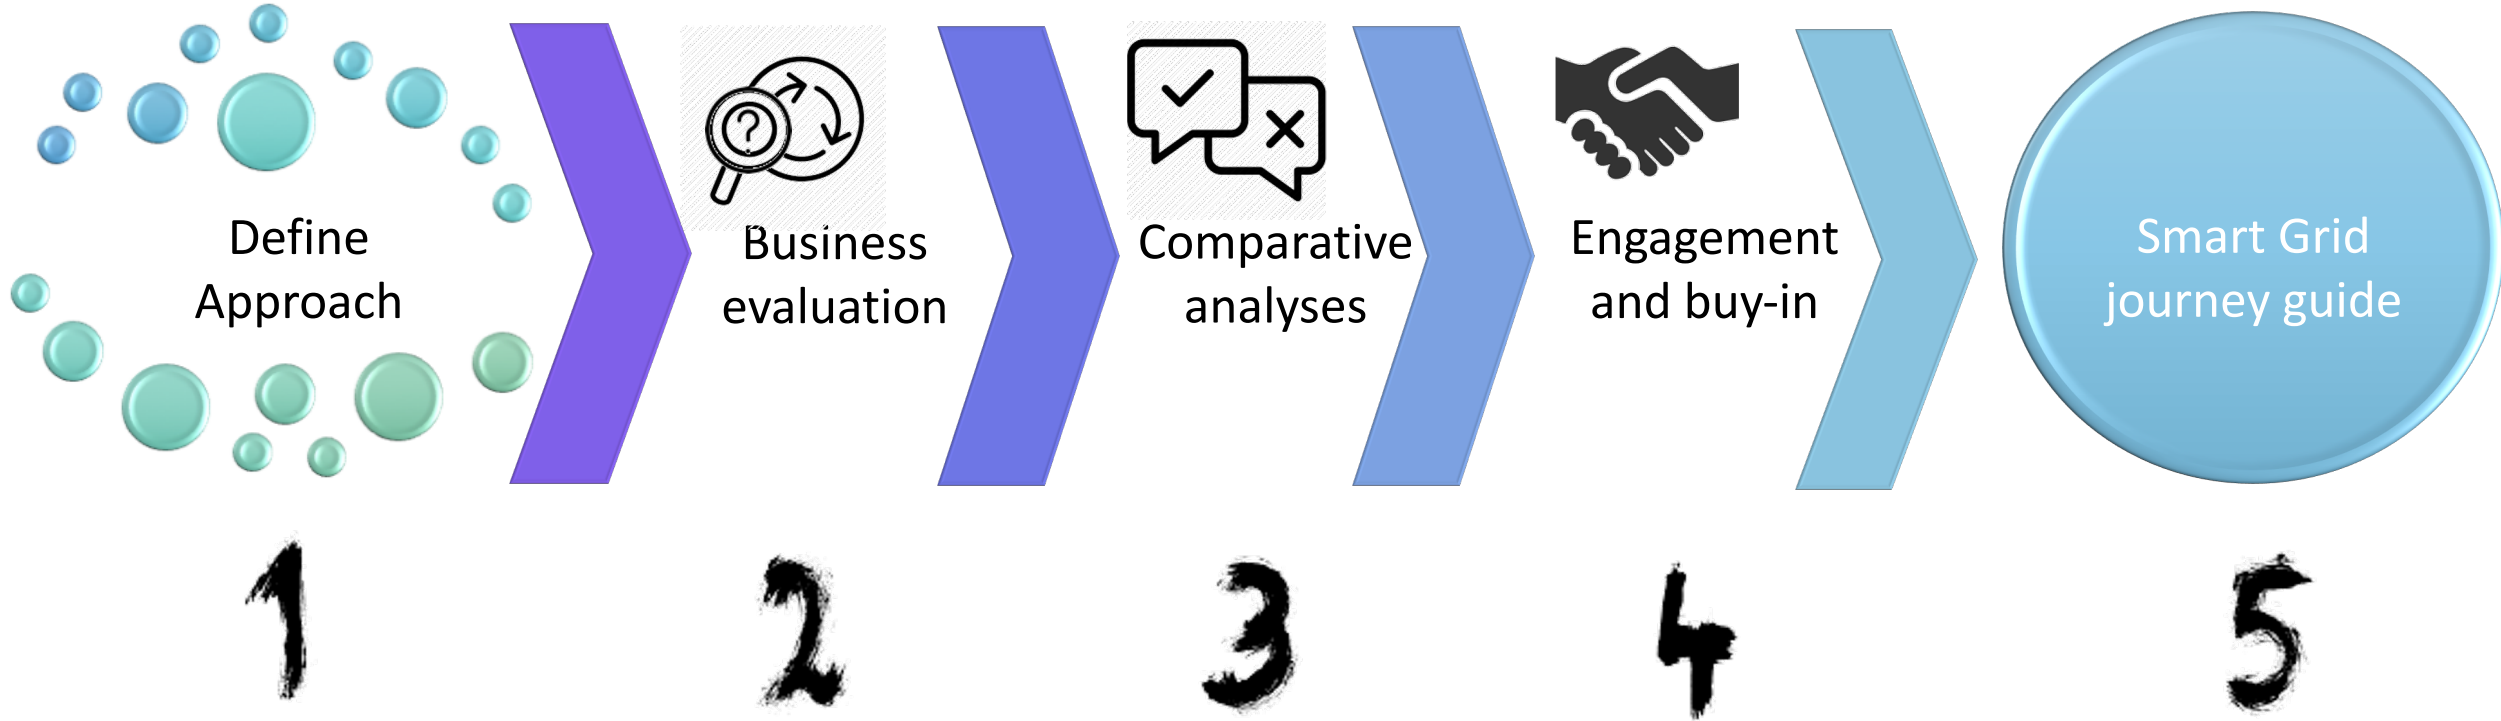 Define
Approach
Business
evaluation
Comparative
analyses
Engagement
and buy-in
Smart Grid
journey guide
?
1
2
3
4
5